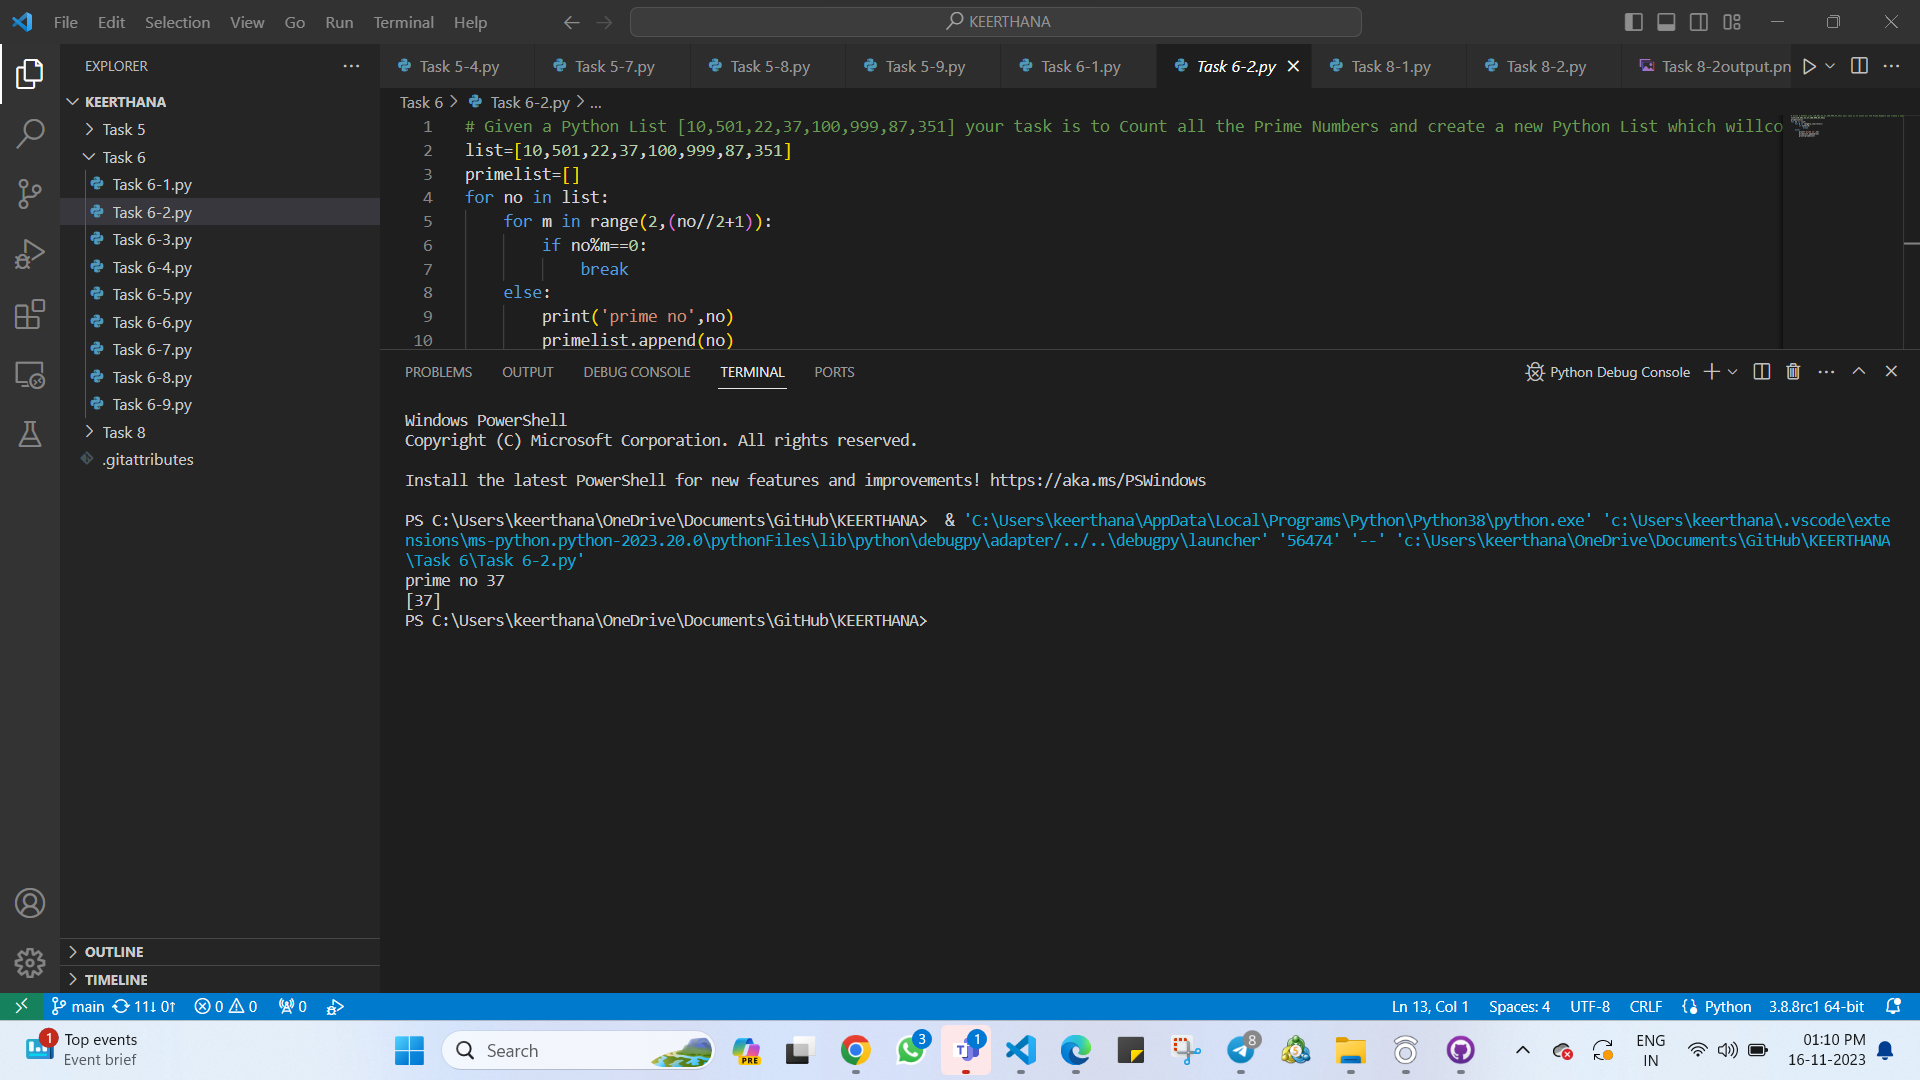 File Edit Selection View Go Run Terminal Help
KEERTHANA
EXPLORER
KEERTHANA
Task 5
Task 6
Task 6-1.py
Task 6-2.py
Task 6-3.py
Task 6-4.py
Task 6-5.py
Task 6-6.py
Task 6-7.py
Task 6-8.py
Task 6-9.py
Task 8
.gitattributes
OUTLINE
TIMELINE
Task 5-4.py Task 5-7.py Task 5-8.py Task 5-9.py Task 6-1.py Task 6-2.py Task 8-1.py Task 8-2.py Task 8-2output.pn
Task 6 > Task 6-2.py > ...
1 # Given a Python List [10,501,22,37,100,999,87,351] your task is to Count all the Prime Numbers and create a new Python List which willco
2 list=[10,501,22,37,100,999,87,351]
3 primelist=[]
4 for no in list:
5 for m in range(2,(no//2+1)):
6 if no%m==0:
7 break
8 else:
9 print('prime no',no)
10 primelist.append(no)
PROBLEMS OUTPUT DEBUG CONSOLE TERMINAL PORTS
Python Debug Console
Windows PowerShell
Copyright (C) Microsoft Corporation. All rights reserved.
Install the latest PowerShell for new features and improvements! https://aka.ms/PSWindows
PS C:\Users\keerthana\OneDrive\Documents\GitHub\KEERTHANA>  & 'C:\Users\keerthana\AppData\Local\Programs\Python\Python38\python.exe' 'c:\Users\keerthana\.vscode\exte
nsions\ms-python.python-2023.20.0\pythonFiles\lib\python\debugpy\adapter/../..\debugpy\launcher' '56474' '--' 'c:\Users\keerthana\OneDrive\Documents\GitHub\KEERTHANA
\Task 6\Task 6-2.py'
prime no 37
[37]
PS C:\Users\keerthana\OneDrive\Documents\GitHub\KEERTHANA>
main 11↓ 0↑ 0 0 0
Ln 13, Col 1 Spaces: 4 UTF-8 CRLF Python 3.8.8rc1 64-bit
1
Top events
Event brief
Search
PRE
3
1
8
ENG
IN
01:10 PM
16-11-2023